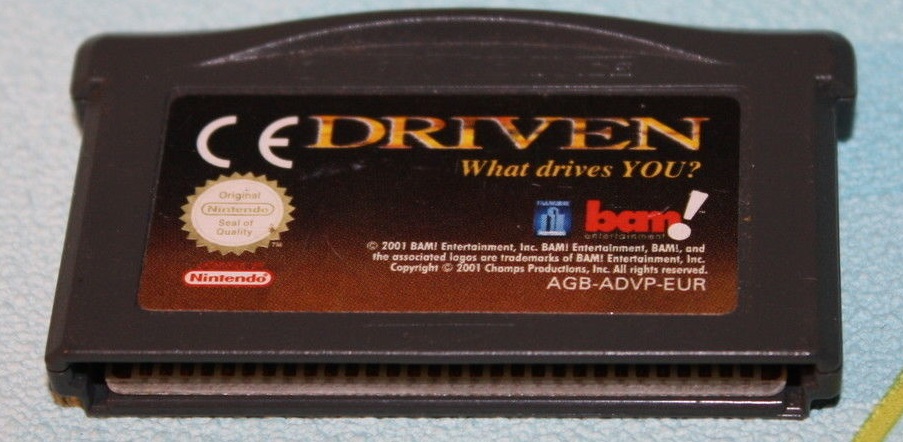 CE DRIVEN
What drives YOU?
Original
Nintendo
Seal of
Quality
TM
bam!
entertainment
© 2001 BAM! Entertainment, Inc. BAM! Entertainment, BAM!, and
the associated logos are trademarks of BAM! Entertainment, Inc.
Copyright © 2001 Champs Productions, Inc. All rights reserved.
Nintendo
AGB-ADVP-EUR